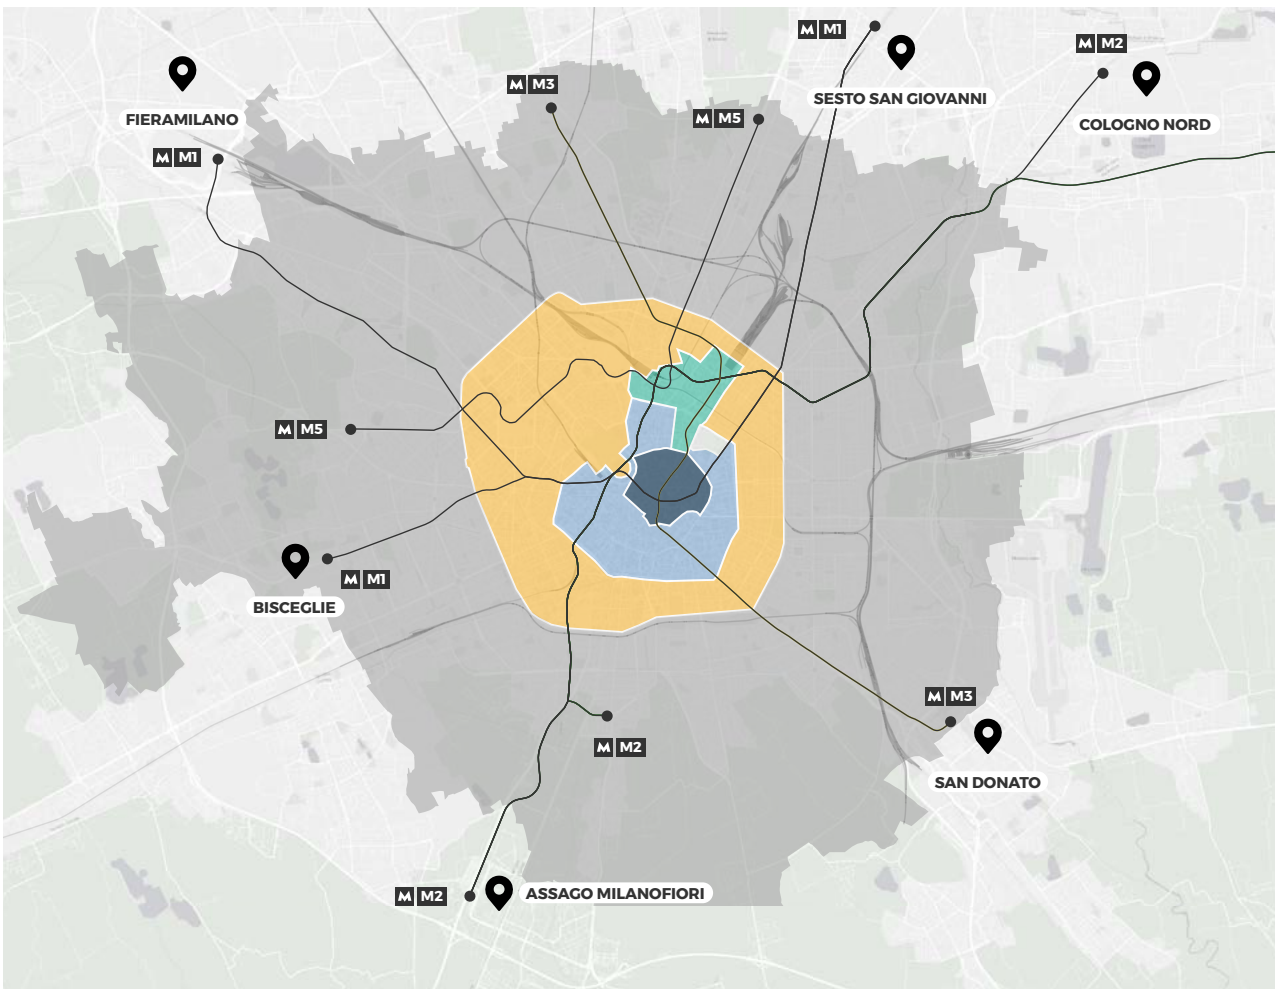 M M1
SESTO SAN GIOVANNI
M M2
COLOGNO NORD
FIERAMILANO
M M1
M M3
M M5
M M5
BISCEGLIE
M M1
M M3
SAN DONATO
M M2
M M2
ASSAGO MILANOFIORI